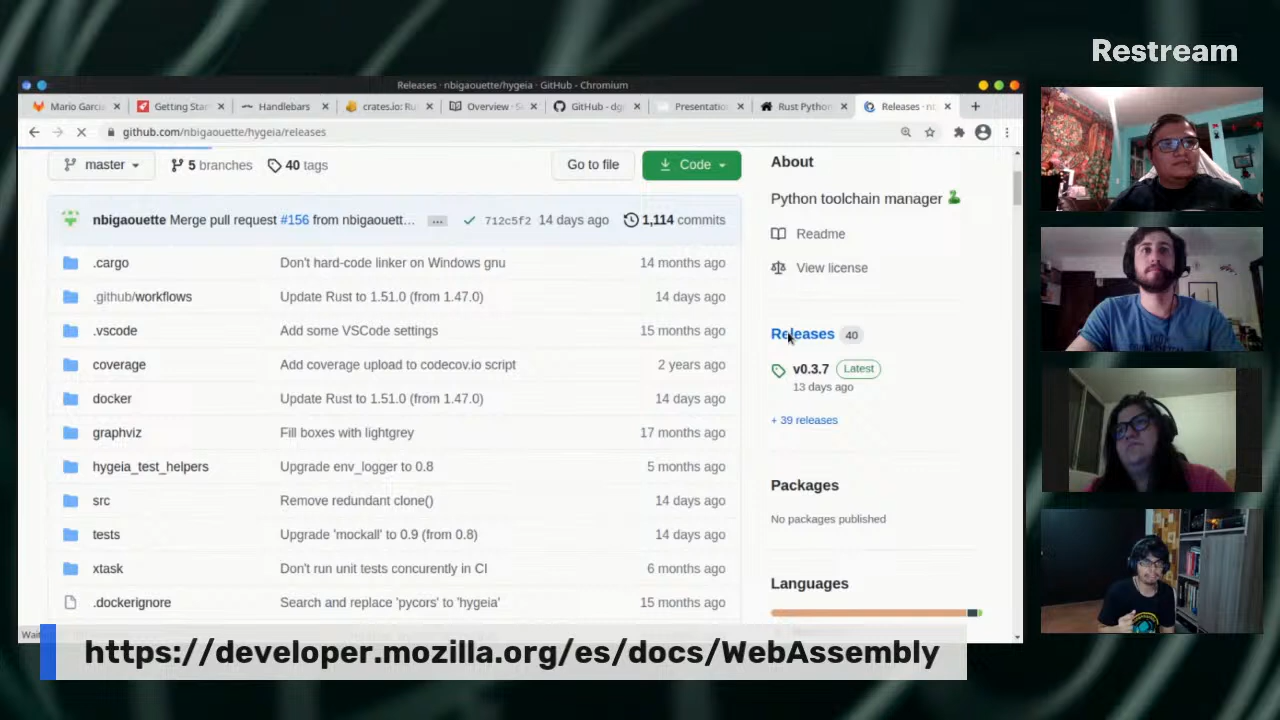 Restream
Releases · nbigaouette/hygeia · GitHub - Chromium
Mario Garcia
Getting Star
Handlebars
crates.io: Ru
Overview · S
GitHub - dg
Presentatio
Rust Python
Releases · n
github.com/nbigaouette/hygeia/releases
master
5 branches
40 tags
Go to file
Code
nbigaouette Merge pull request #156 from nbigaouett… ... 712c5f2 14 days ago 1,114 commits
.cargo Don't hard-code linker on Windows gnu 14 months ago
.github/workflows Update Rust to 1.51.0 (from 1.47.0) 14 days ago
.vscode Add some VSCode settings 15 months ago
coverage Add coverage upload to codecov.io script 2 years ago
docker Update Rust to 1.51.0 (from 1.47.0) 14 days ago
graphviz Fill boxes with lightgrey 17 months ago
hygeia_test_helpers Upgrade env_logger to 0.8 5 months ago
src Remove redundant clone() 14 days ago
tests Upgrade 'mockall' to 0.9 (from 0.8) 14 days ago
xtask Don't run unit tests concurently in CI 6 months ago
.dockerignore Search and replace 'pycors' to 'hygeia' 15 months ago
About
Python toolchain manager
Readme
View license
Releases 40
v0.3.7 Latest
13 days ago
+ 39 releases
Packages
No packages published
Languages
Wait
https://developer.mozilla.org/es/docs/WebAssembly